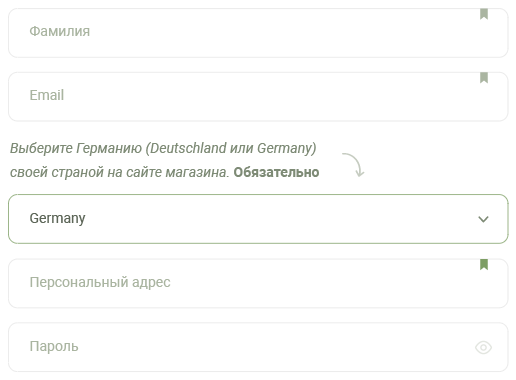 Фамилия
Email
Выберите Германию (Deutschland или Germany)
своей страной на сайте магазина. Обязательно
Germany
Персональный адрес
Пароль